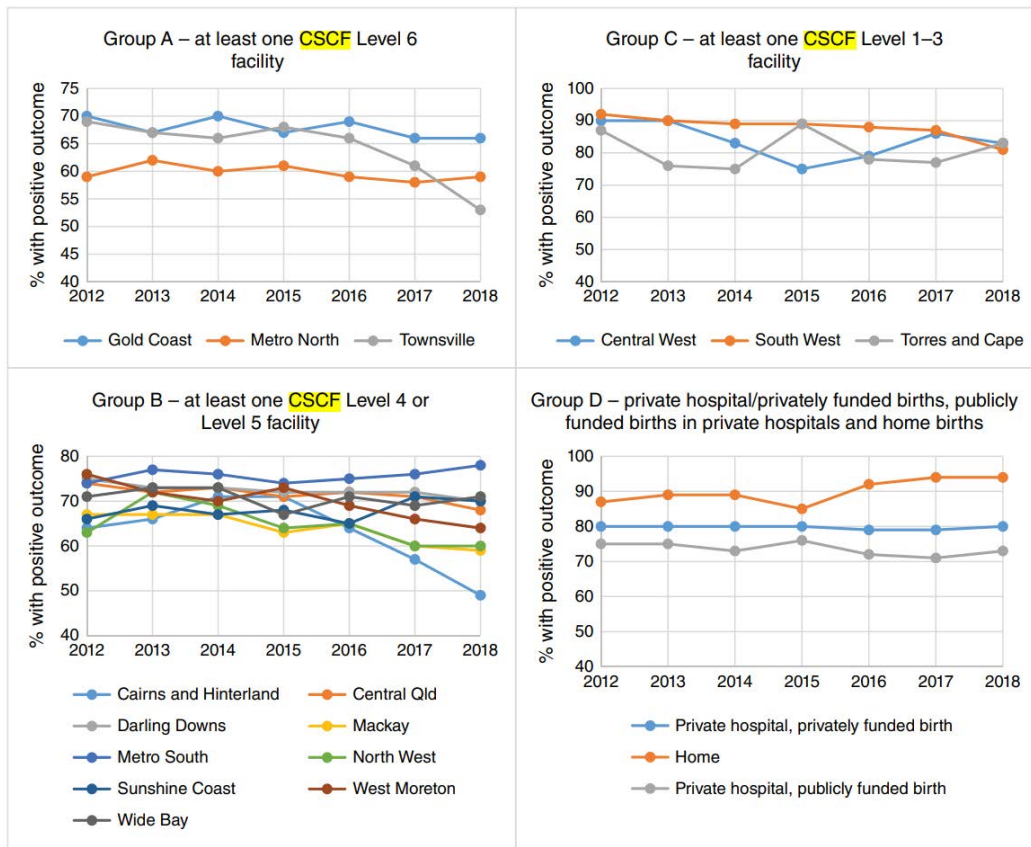 Group A – at least one CSCF Level 6
facility
% with positive outcome
75
70
65
60
55
50
45
40
2012 2013 2014 2015 2016 2017 2018
Gold Coast Metro North Townsville
Group C – at least one CSCF Level 1–3
facility
% with positive outcome
100
90
80
70
60
50
40
2012 2013 2014 2015 2016 2017 2018
Central West South West Torres and Cape
Group B – at least one CSCF Level 4 or
Level 5 facility
% with positive outcome
80
70
60
50
40
2012 2013 2014 2015 2016 2017 2018
Cairns and Hinterland Central Qld
Darling Downs Mackay
Metro South North West
Sunshine Coast West Moreton
Wide Bay
Group D – private hospital/privately funded births, publicly
funded births in private hospitals and home births
% with positive outcome
100
90
80
70
60
50
40
2012 2013 2014 2015 2016 2017 2018
Private hospital, privately funded birth
Home
Private hospital, publicly funded birth